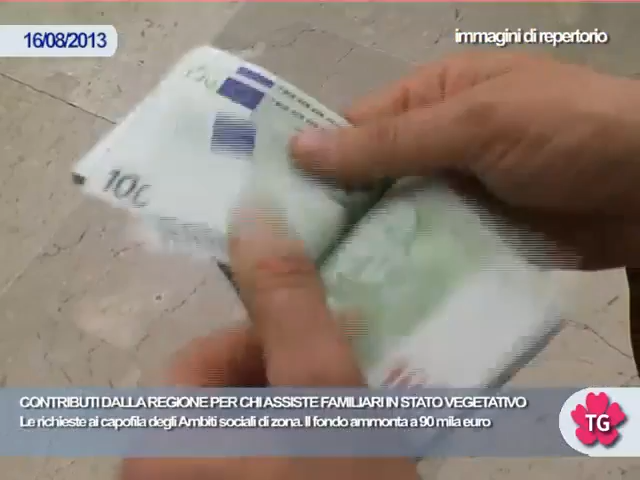 16/08/2013
immagini di repertorio
100
CONTRIBUTI DALLA REGIONE PER CHI ASSISTE FAMILIARI IN STATO VEGETATIVO
Le richieste ai capofila degli Ambiti sociali di zona. Il fondo ammonta a 90 mila euro
TG